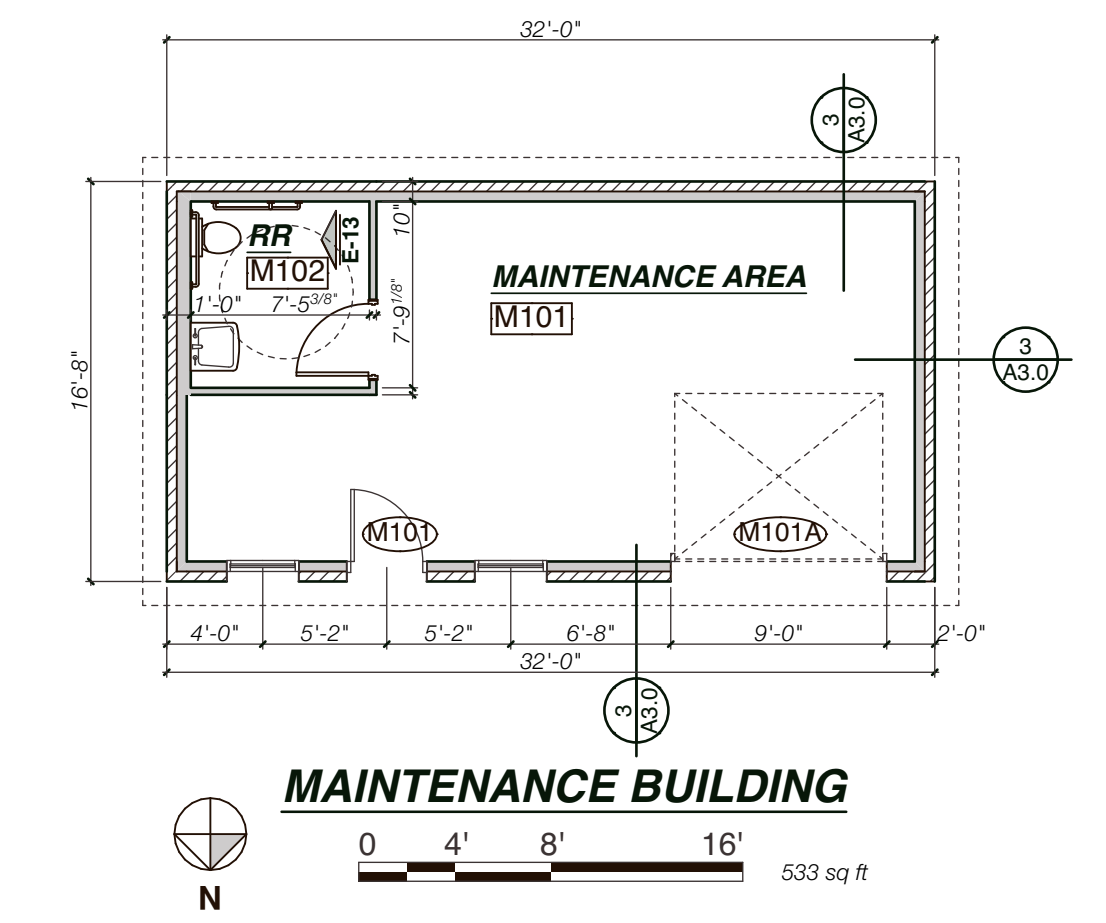 32'-0"
3
A3.0
10"
RR
E-13
MAINTENANCE AREA
M102
1'-0" 7'-5 3/8"
M101
7'-9 1/8"
16'-8"
3
A3.0
M101
M101A
4'-0" 5'-2" 5'-2" 6'-8" 9'-0" 2'-0"
32'-0"
3
A3.0
MAINTENANCE BUILDING
0 4' 8' 16'
533 sq ft
N